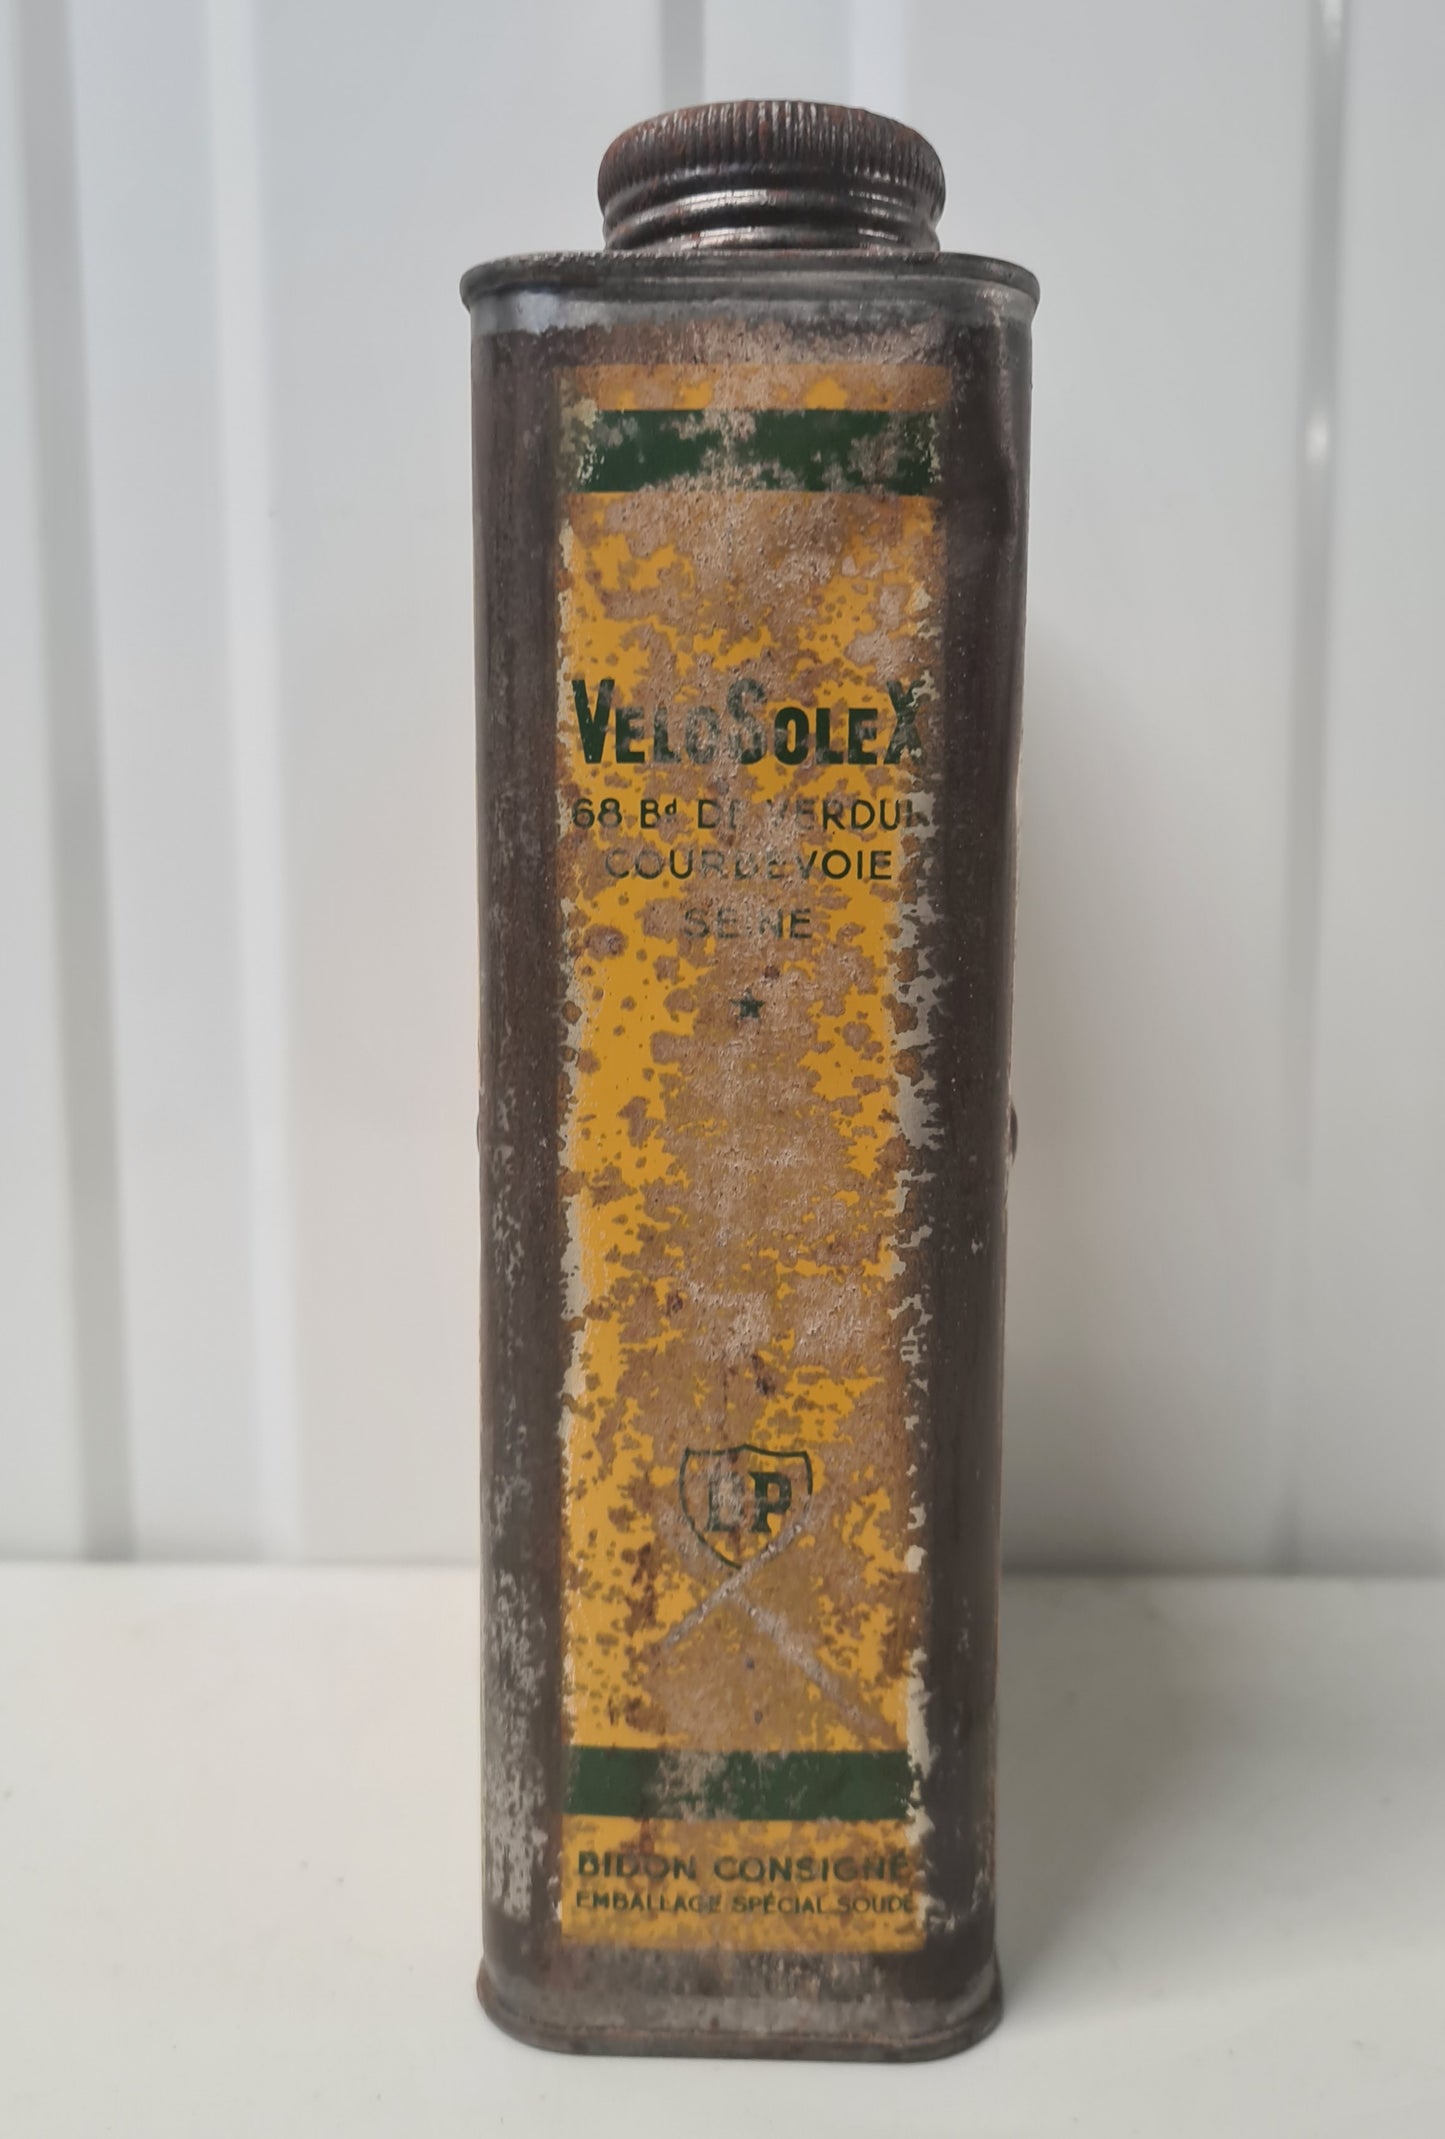 VELOSOLEX
68 Bd DE VERDUN
COURBEVOIE
SEINE
BP
BIDON CONSIGNÉ
EMBALLAGE SPÉCIAL SOUDÉ